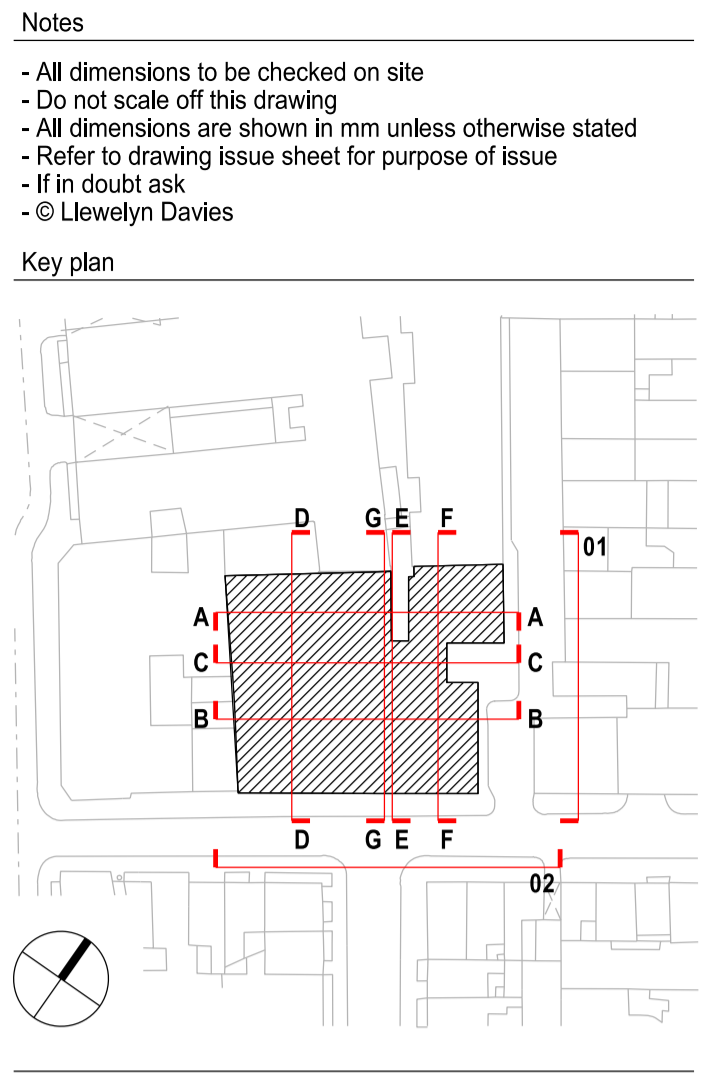 Notes
- All dimensions to be checked on site
- Do not scale off this drawing
- All dimensions are shown in mm unless otherwise stated
- Refer to drawing issue sheet for purpose of issue
- If in doubt ask
- © Llewelyn Davies
Key plan
D G E F
01
A A
C C
B B
D G E F
02